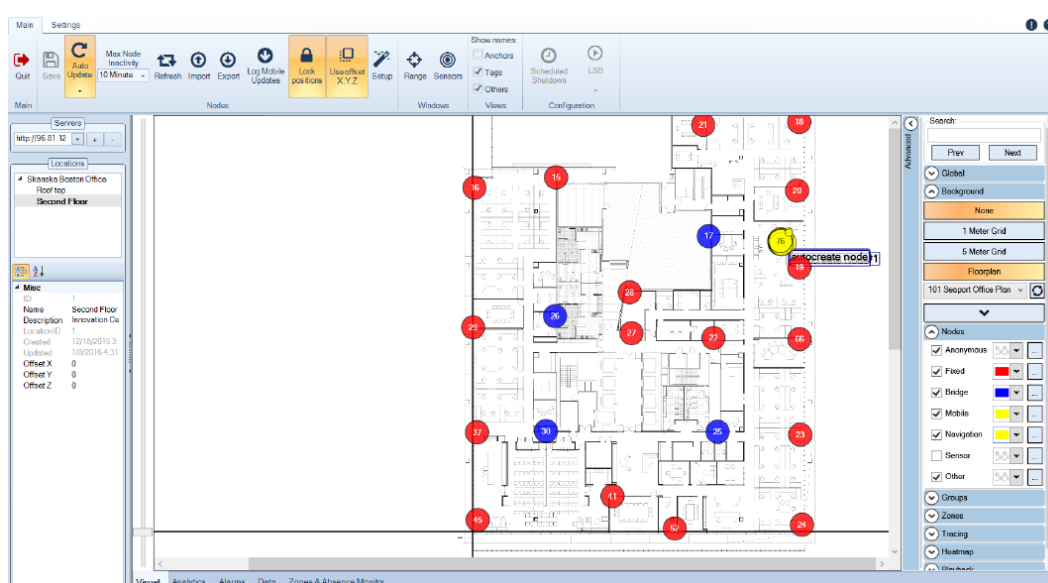 Main Settings
Quit
Save
Auto Update
Max Node Inactivity
10 Minute
Refresh
Import
Export
Log Mobile Updates
Lock positions
Use offset X,Y,Z
Setup
Range
Sensors
Show names:
Anchors
Tags
Others
Scheduled Shutdown
LSB
Main
Nodes
Windows
Views
Configuration
Servers
http://96.81.12
+ -
Locations
Skanska Boston Office
Roof top
Second Floor
Misc
ID 1
Name Second Floor
Description Innovation Ce
LocationID 1
Created 12/18/2015 3:
Updated 1/8/2016 4:31
Offset X 0
Offset Y 0
Offset Z 0
21
18
15
16
20
17
76
autocreate node#1
19
28
26
29
27
22
66
37
30
25
23
41
45
52
24
Advanced
Search:
Prev Next
Global
Background
None
1 Meter Grid
5 Meter Grid
Floorplan
101 Seaport Office Plan
Nodes
Anonymous
Fixed
Bridge
Mobile
Navigation
Sensor
Other
Groups
Zones
Tracing
Heatmap
Playback
Visual Analytics Alarms Data Zones & Absence Monitor